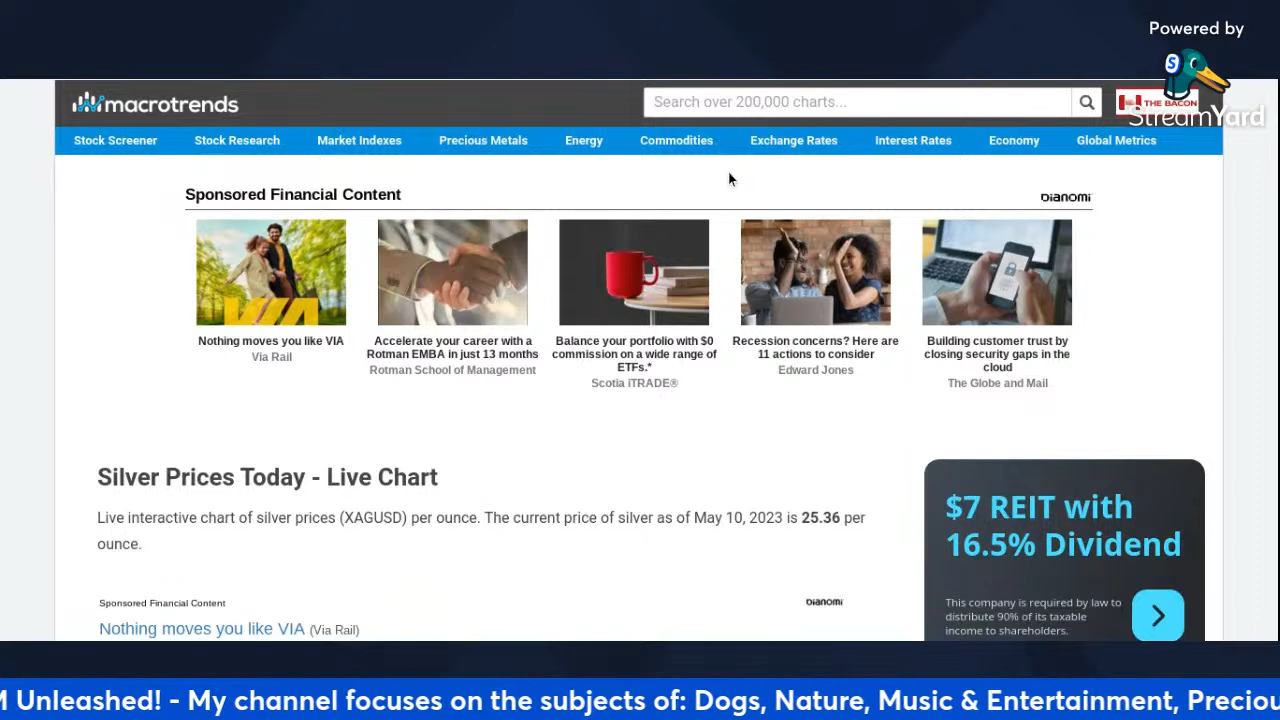 Powered by
StreamYard
macrotrends
Search over 200,000 charts...
THE BACON
Stock Screener
Stock Research
Market Indexes
Precious Metals
Energy
Commodities
Exchange Rates
Interest Rates
Economy
Global Metrics
Sponsored Financial Content
DIANOMI
VIA
Nothing moves you like VIA
Via Rail
Accelerate your career with a
Rotman EMBA in just 13 months
Rotman School of Management
Balance your portfolio with $0
commission on a wide range of
ETFs.*
Scotia iTRADE®
Recession concerns? Here are
11 actions to consider
Edward Jones
Building customer trust by
closing security gaps in the
cloud
The Globe and Mail
Silver Prices Today - Live Chart
Live interactive chart of silver prices (XAGUSD) per ounce. The current price of silver as of May 10, 2023 is 25.36 per
ounce.
Sponsored Financial Content
DIANOMI
Nothing moves you like VIA (Via Rail)
$7 REIT with
16.5% Dividend
This company is required by law to
distribute 90% of its taxable
income to shareholders.
M Unleashed! - My channel focuses on the subjects of: Dogs, Nature, Music & Entertainment, Preciou